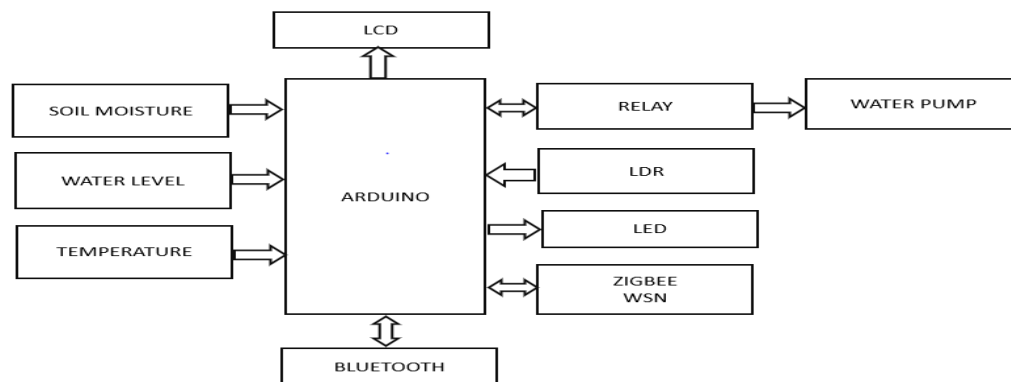 LCD
SOIL MOISTURE
RELAY
WATER PUMP
WATER LEVEL
ARDUINO
LDR
TEMPERATURE
LED
ZIGBEE
WSN
BLUETOOTH